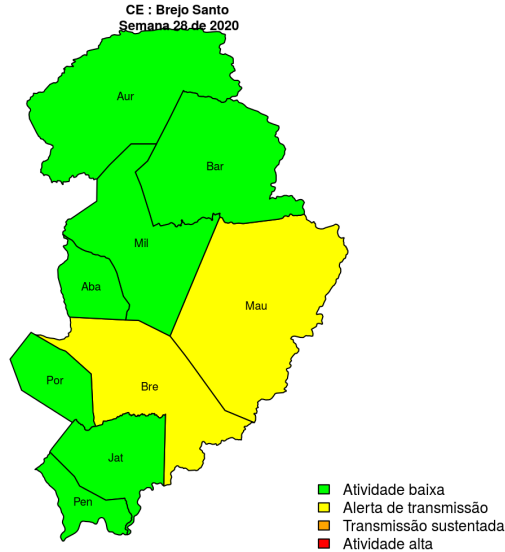 CE : Brejo Santo
Semana 28 de 2020
Aur
Bar
Mil
Aba
Mau
Por
Bre
Jat
Pen
Atividade baixa
Alerta de transmissão
Transmissão sustentada
Atividade alta